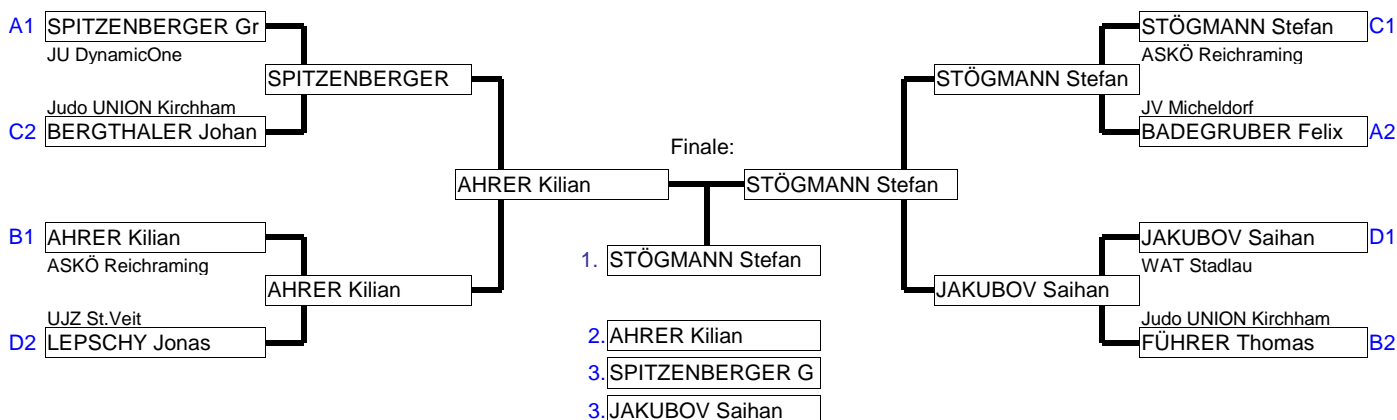 A1 SPITZENBERGER Gr
JU DynamicOne
SPITZENBERGER
Judo UNION Kirchham
C2 BERGTHALER Johan
AHRER Kilian
B1 AHRER Kilian
ASKÖ Reichraming
AHRER Kilian
UJZ St.Veit
D2 LEPSCHY Jonas
Finale:
1. STÖGMANN Stefan
2. AHRER Kilian
3. SPITZENBERGER G
3. JAKUBOV Saihan
STÖGMANN Stefan C1
ASKÖ Reichraming
STÖGMANN Stefan
JV Micheldorf
BADEGRUBER Felix A2
STÖGMANN Stefan
JAKUBOV Saihan D1
WAT Stadlau
JAKUBOV Saihan
Judo UNION Kirchham
FÜHRER Thomas B2